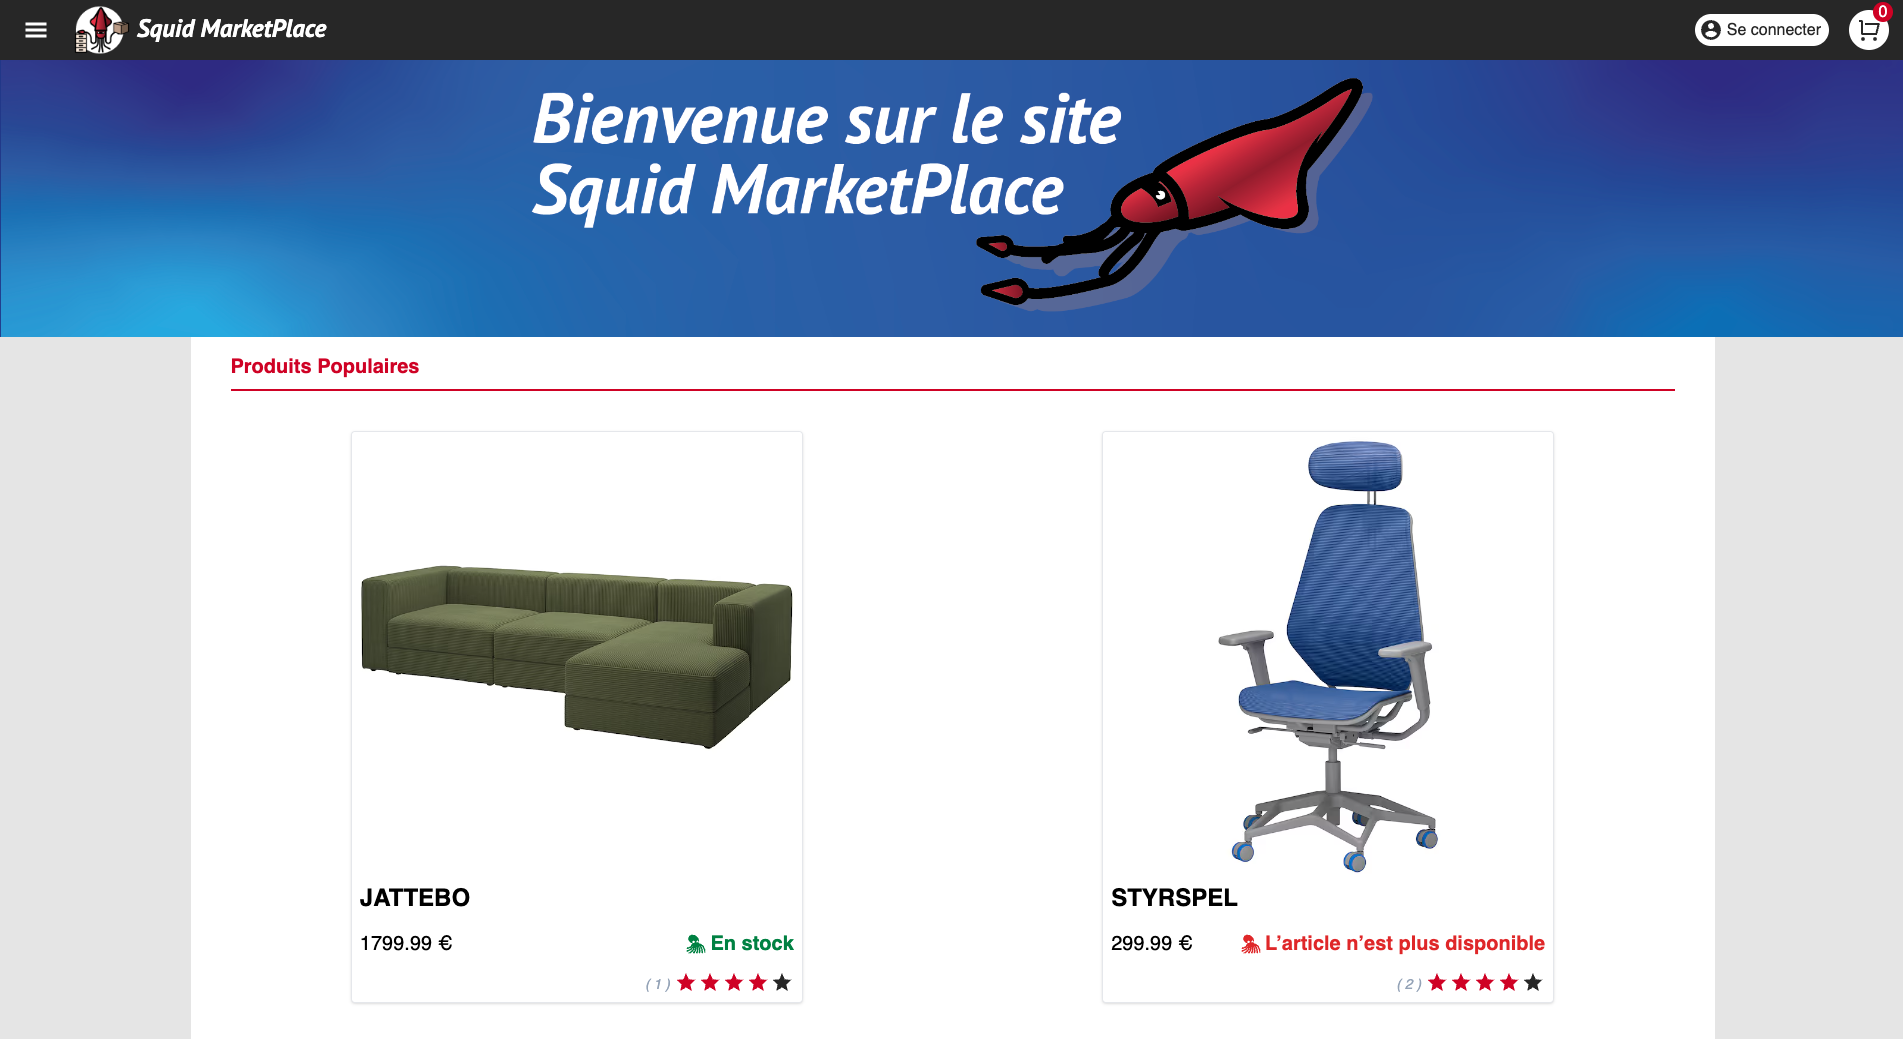 Squid MarketPlace
Se connecter
0
Bienvenue sur le site
Squid MarketPlace
Produits Populaires
JATTEBO
1799.99 €
En stock
( 1 )
STYRSPEL
299.99 €
L’article n’est plus disponible
( 2 )